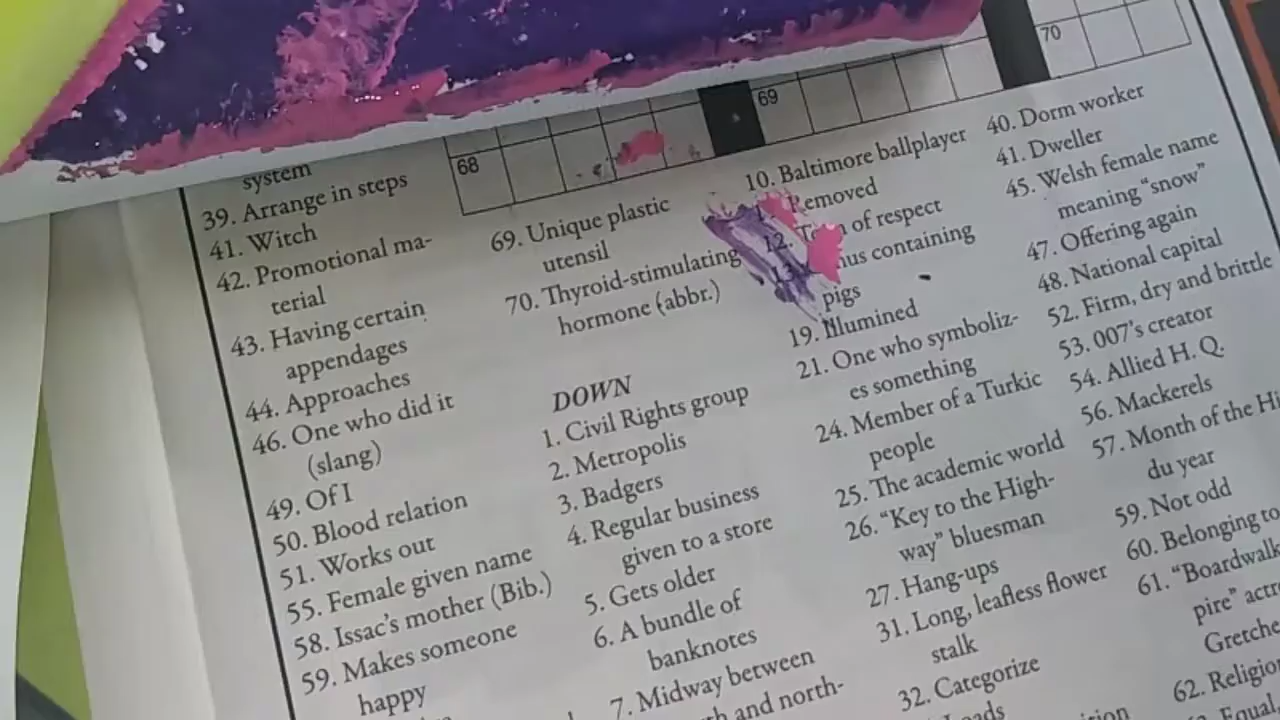 70
69
68
system
39. Arrange in steps
41. Witch
42. Promotional ma-
terial
43. Having certain
appendages
44. Approaches
46. One who did it
(slang)
49. Of I
50. Blood relation
51. Works out
55. Female given name
58. Issac's mother (Bib.)
59. Makes someone
happy
69. Unique plastic
utensil
70. Thyroid-stimulating
hormone (abbr.)
DOWN
1. Civil Rights group
2. Metropolis
3. Badgers
4. Regular business
given to a store
5. Gets older
6. A bundle of
banknotes
7. Midway between
and north-
10. Baltimore ballplayer
Removed
12. of respect
containing
pigs
19. Illumined
21. One who symboliz-
es something
24. Member of a Turkic
people
25. The academic world
26. “Key to the High-
way” bluesman
27. Hang-ups
31. Long, leafless flower
stalk
32. Categorize
40. Dorm worker
41. Dweller
45. Welsh female name
meaning “snow”
47. Offering again
48. National capital
52. Firm, dry and brittle
53. 007's creator
54. Allied H. Q.
56. Mackerels
57. Month of the Hi
du year
59. Not odd
60. Belonging to
61. “Boardwalk
pire” actr
Gretche
62. Religio
Equal,